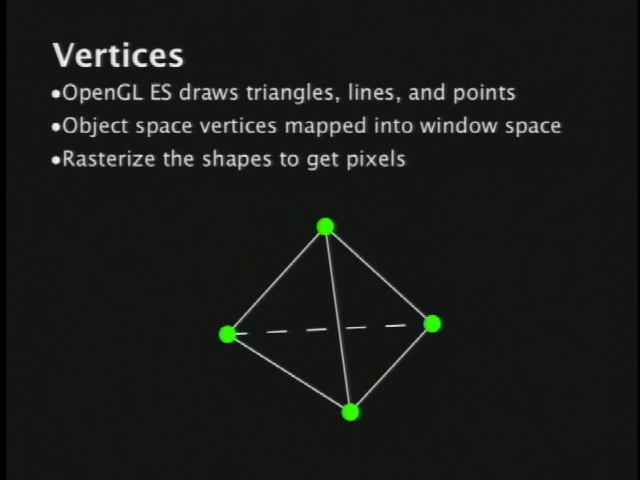 Vertices
•OpenGL ES draws triangles, lines, and points
•Object space vertices mapped into window space
•Rasterize the shapes to get pixels